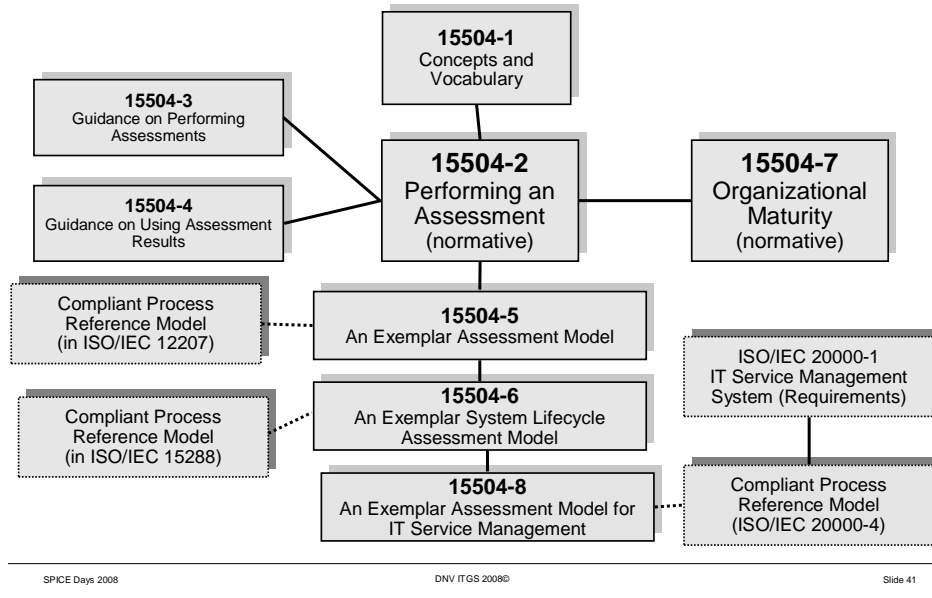 15504-1
Concepts and
Vocabulary
15504-3
Guidance on Performing
Assessments
15504-2
Performing an
Assessment
(normative)
15504-7
Organizational
Maturity
(normative)
15504-4
Guidance on Using Assessment
Results
Compliant Process
Reference Model
(in ISO/IEC 12207)
15504-5
An Exemplar Assessment Model
ISO/IEC 20000-1
IT Service Management
System (Requirements)
Compliant Process
Reference Model
(in ISO/IEC 15288)
15504-6
An Exemplar System Lifecycle
Assessment Model
15504-8
An Exemplar Assessment Model for
IT Service Management
Compliant Process
Reference Model
(ISO/IEC 20000-4)
SPICE Days 2008
DNV ITGS 2008©
Slide 41